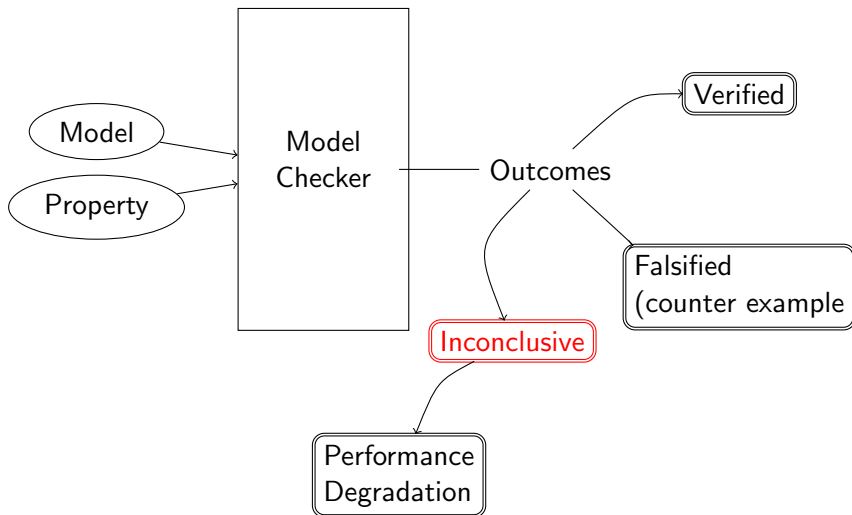 Model
Property
Model
Checker
Outcomes
Verified
Falsified
(counter example
Inconclusive
Performance
Degradation